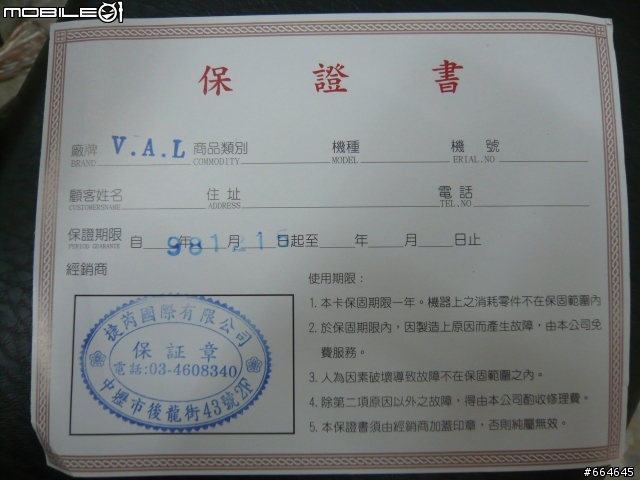 MOBILE01
保證書
廠牌 V.A.L 商品類別 機種 機號
BRAND COMMODITY MODEL ERIAL.NO
顧客姓名 住址 電話
CUSTOMERSNAME ADDRESS TEL.NO
保證期限 自 年 月 日起至 年 月 日止
PERIOD GUARANTE 981215
經銷商
捷芮國際有限公司
保証章
電話:03-4608340
中壢市後龍街43號2F
使用期限：
1. 本卡保固期限一年。機器上之消耗零件不在保固範圍內
2. 於保固期限內，因製造上原因而產生故障，由本公司免
費服務。
3. 人為因素破壞導致故障不在保固範圍之內。
4. 除第二項原因以外之故障，得由本公司酌收修理費。
5. 本保證書須由經銷商加蓋印章，否則純屬無效。
#664645